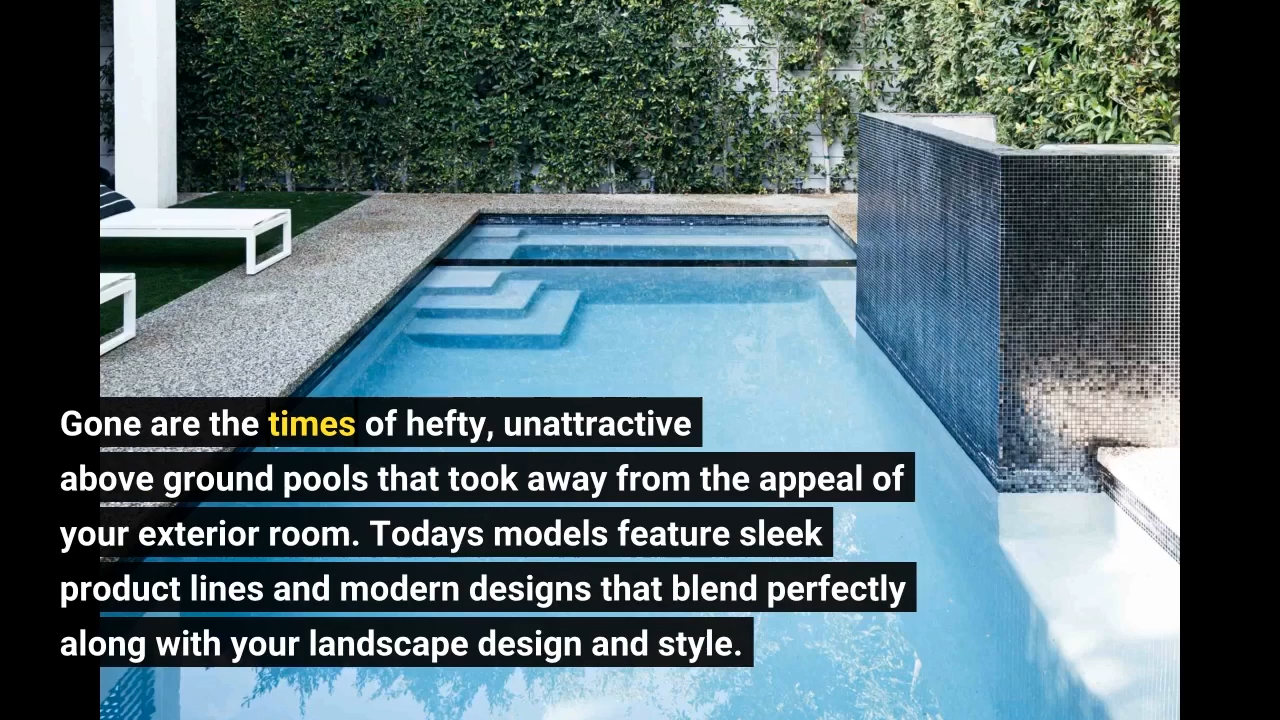 Gone are the times of hefty, unattractive
above ground pools that took away from the appeal of
your exterior room. Todays models feature sleek
product lines and modern designs that blend perfectly
along with your landscape design and style.